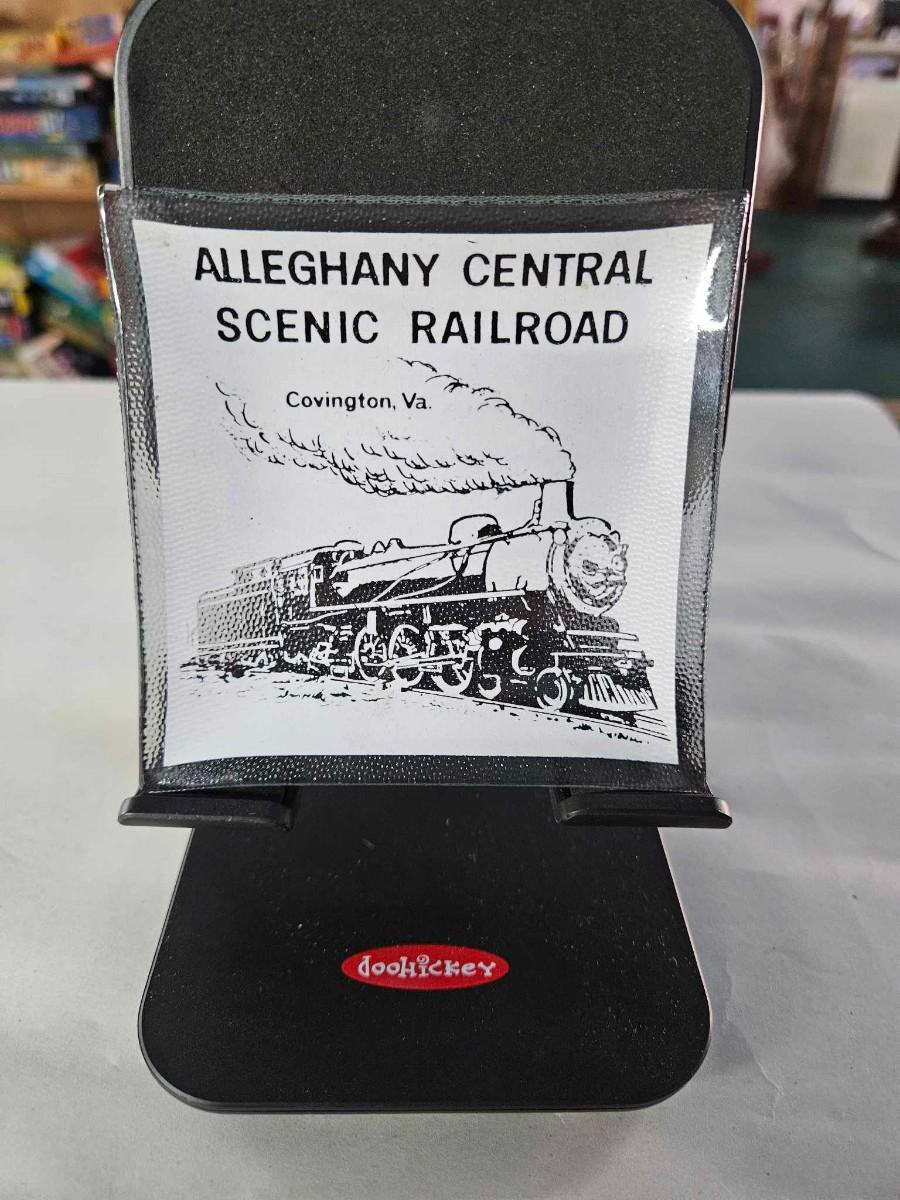 ALLEGHANY CENTRAL
SCENIC RAILROAD
Covington, Va.
dooHickey